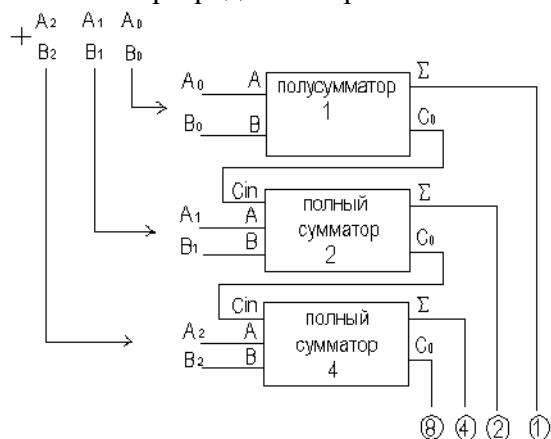 + A2 A1 A0
B2 B1 B0
A0 A полусумматор Σ
B0 B 1 C0
Cin полный Σ
A1 A сумматор
B1 B 2 C0
Cin полный Σ
A2 A сумматор
B2 B 4 C0
8 4 2 1